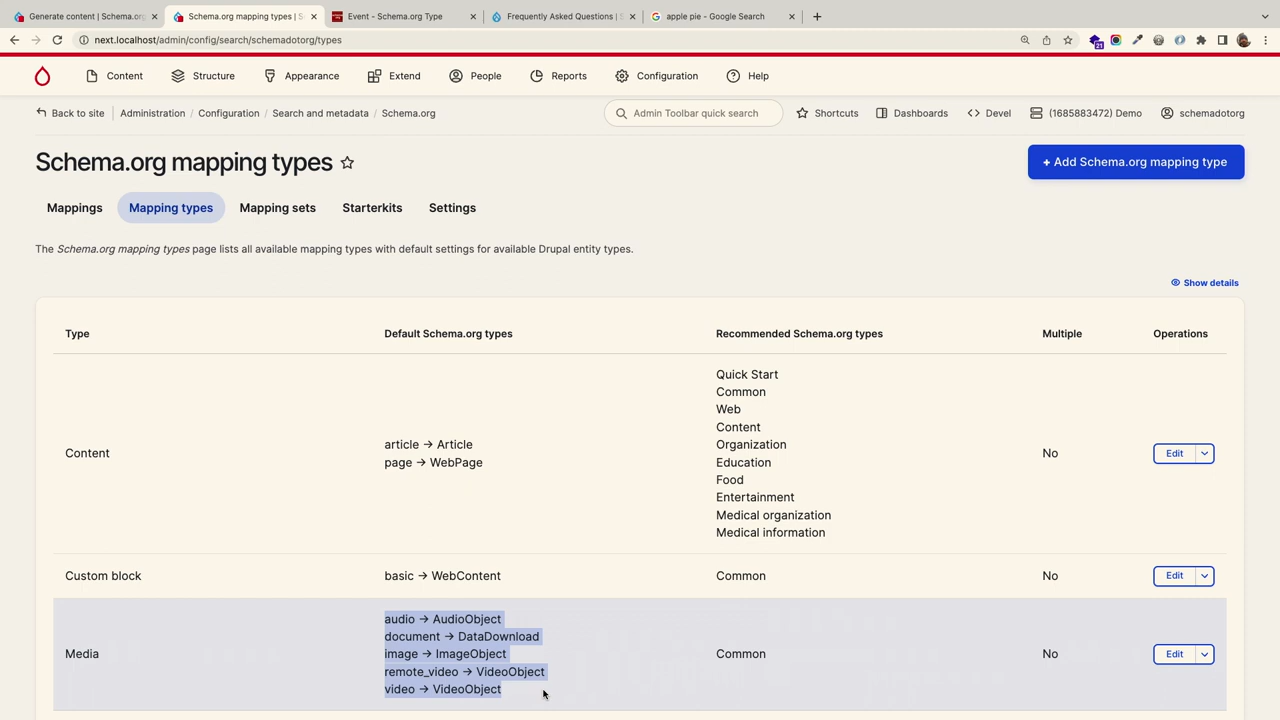 Generate content | Schema.org
Schema.org mapping types | S
Event - Schema.org Type
Frequently Asked Questions | S
apple pie - Google Search
next.localhost/admin/config/search/schemadotorg/types
21
Content
Structure
Appearance
Extend
People
Reports
Configuration
Help
Back to site
Administration / Configuration / Search and metadata / Schema.org
Admin Toolbar quick search
Shortcuts
Dashboards
Devel
(1685883472) Demo
schemadotorg
Schema.org mapping types
+ Add Schema.org mapping type
Mappings
Mapping types
Mapping sets
Starterkits
Settings
The Schema.org mapping types page lists all available mapping types with default settings for available Drupal entity types.
Show details
Type
Default Schema.org types
Recommended Schema.org types
Multiple
Operations
Content
article → Article
page → WebPage
Quick Start
Common
Web
Content
Organization
Education
Food
Entertainment
Medical organization
Medical information
No
Edit
Custom block
basic → WebContent
Common
No
Edit
Media
audio → AudioObject
document → DataDownload
image → ImageObject
remote_video → VideoObject
video → VideoObject
Common
No
Edit